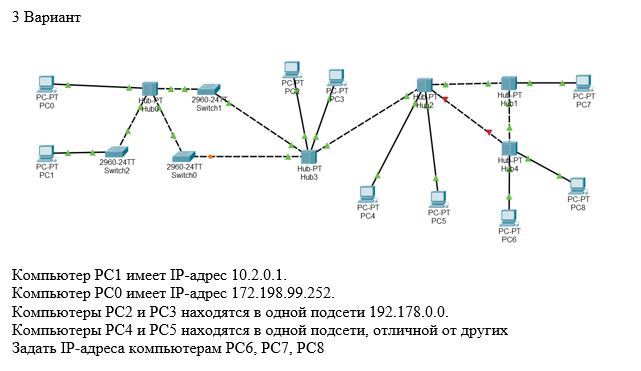 3 Вариант
PC-PT
PC0
Hub-PT
Hub0
2960-24TT
Switch1
PC-PT
PC2
PC-PT
PC3
Hub-PT
Hub2
Hub-PT
Hub1
PC-PT
PC7
PC-PT
PC1
2960-24TT
Switch2
2960-24TT
Switch0
Hub-PT
Hub3
Hub-PT
Hub4
PC-PT
PC4
PC-PT
PC5
PC-PT
PC6
PC-PT
PC8
Компьютер PC1 имеет IP-адрес 10.2.0.1.
Компьютер PC0 имеет IP-адрес 172.198.99.252.
Компьютеры PC2 и PC3 находятся в одной подсети 192.178.0.0.
Компьютеры PC4 и PC5 находятся в одной подсети, отличной от других
Задать IP-адреса компьютерам PC6, PC7, PC8